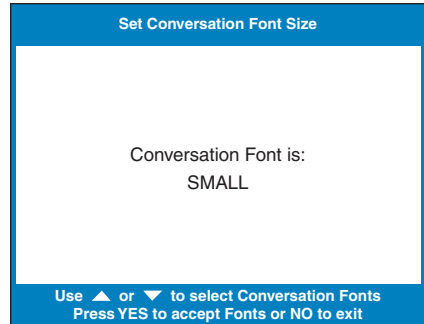 Set Conversation Font Size
Conversation Font is:
SMALL
Use ▲ or ▼ to select Conversation Fonts
Press YES to accept Fonts or NO to exit